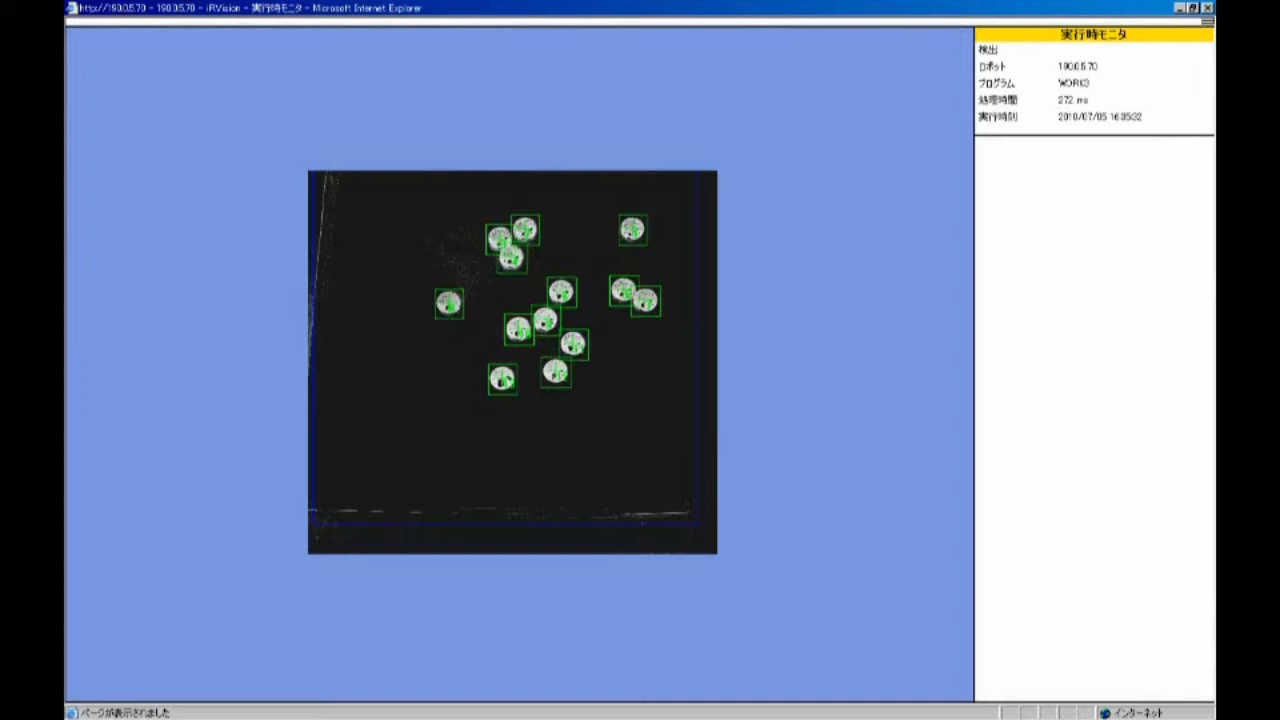 http://190.0.5.70 - 190.0.5.70 - iRVision - 実行時モニタ - Microsoft Internet Explorer
実行時モニタ
検出
ロボット 190.0.5.70
プログラム WORK3
処理時間 272 ms
実行時刻 2010/07/05 16:35:32
ページが表示されました
インターネット